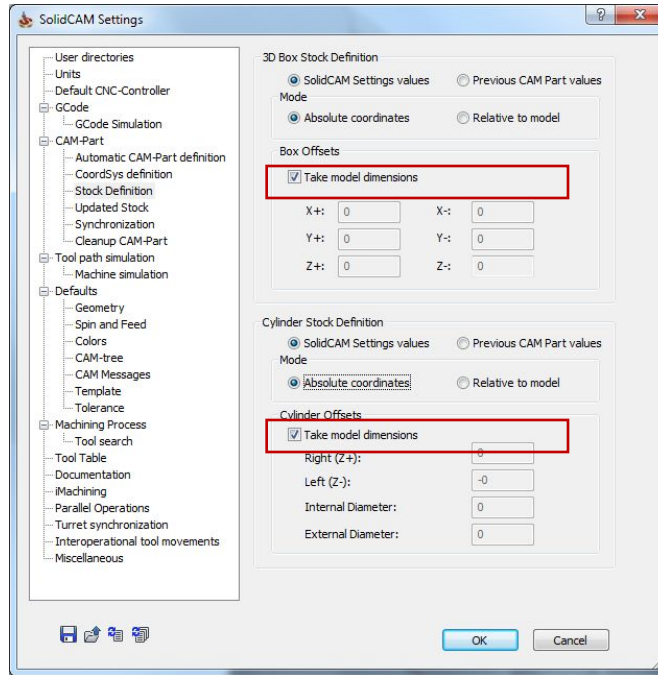 SolidCAM Settings
User directories
Units
Default CNC-Controller
GCode
GCode Simulation
CAM-Part
Automatic CAM-Part definition
CoordSys definition
Stock Definition
Updated Stock
Synchronization
Cleanup CAM-Part
Tool path simulation
Machine simulation
Defaults
Geometry
Spin and Feed
Colors
CAM-tree
CAM Messages
Template
Tolerance
Machining Process
Tool search
Tool Table
Documentation
iMachining
Parallel Operations
Turret synchronization
Interoperational tool movements
Miscellaneous
3D Box Stock Definition
SolidCAM Settings values Previous CAM Part values
Mode
Absolute coordinates Relative to model
Box Offsets
Take model dimensions
X+: 0 X-: 0
Y+: 0 Y-: 0
Z+: 0 Z-: 0
Cylinder Stock Definition
SolidCAM Settings values Previous CAM Part values
Mode
Absolute coordinates Relative to model
Cylinder Offsets
Take model dimensions
Right (Z+): 0
Left (Z-): -0
Internal Diameter: 0
External Diameter: 0
OK Cancel